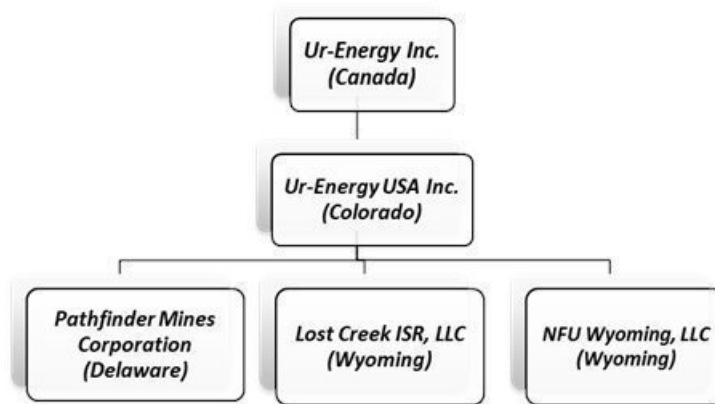 Ur-Energy Inc.
(Canada)
Ur-Energy USA Inc.
(Colorado)
Pathfinder Mines
Corporation
(Delaware)
Lost Creek ISR, LLC
(Wyoming)
NFU Wyoming, LLC
(Wyoming)